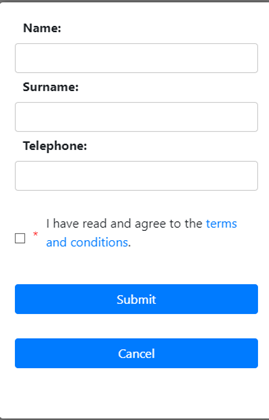 Name:
Surname:
Telephone:
* I have read and agree to the terms
and conditions.
Submit
Cancel